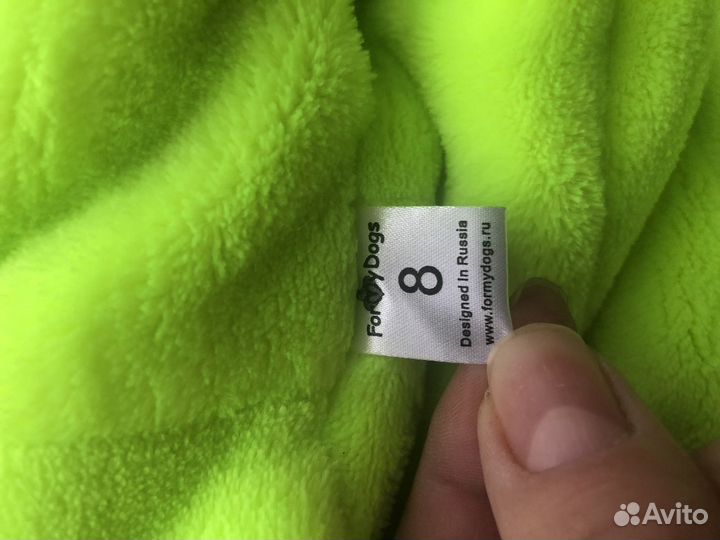 ForMyDogs
8
Designed in Russia
www.formydogs.ru
Avito